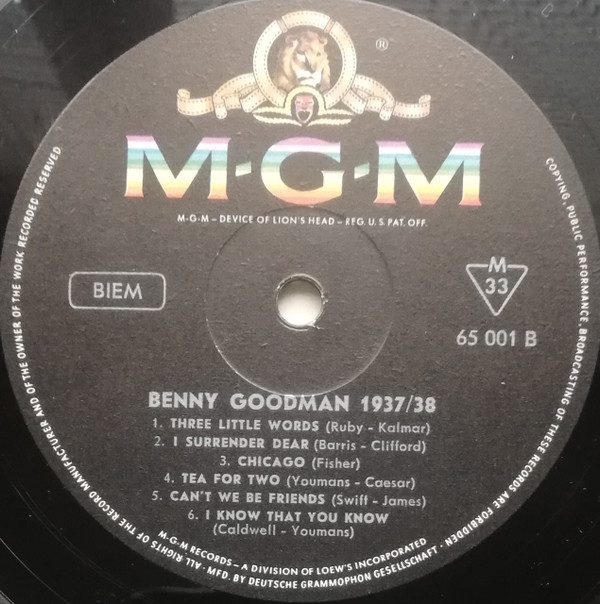 ®
M-G-M
M-G-M – DEVICE OF LION'S HEAD – REG. U. S. PAT. OFF.
BIEM
M
33
65 001 B
BENNY GOODMAN 1937/38
1. THREE LITTLE WORDS (Ruby - Kalmar)
2. I SURRENDER DEAR (Barris - Clifford)
3. CHICAGO (Fisher)
4. TEA FOR TWO (Youmans - Caesar)
5. CAN'T WE BE FRIENDS (Swiff - James)
6. I KNOW THAT YOU KNOW
(Caldwell - Youmans)
M-G-M RECORDS – A DIVISION OF LOEW'S INCORPORATED
· ALL RIGHTS OF THE RECORD MANUFACTURER AND OF THE OWNER OF THE WORK RECORDED RESERVED.
COPYING, PUBLIC PERFORMANCE, BROADCASTING OF THESE RECORDS ARE FORBIDDEN
· MFD. BY DEUTSCHE GRAMMOPHON GESELLSCHAFT ·